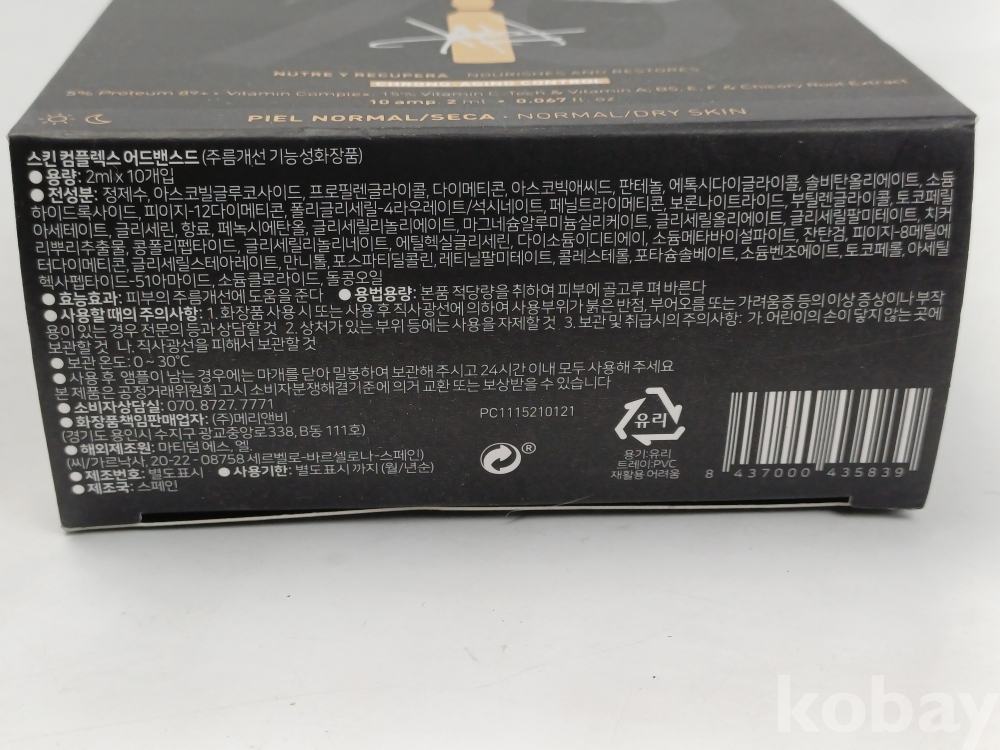 NUTRE Y RECUPERA · NOURISHES AND RESTORES
5% Proteum 89+ · Vitamin Complex: 15% Vitamin C Tech & Vitamin A, B5, E, F & Chicory Root Extract
10 amp. 2 ml · 0.067 fl. oz
PIEL NORMAL/SECA · NORMAL/DRY SKIN
스킨 컴플렉스 어드밴스드 (주름개선 기능성화장품)
● 용량: 2ml x 10개입
● 전성분: 정제수, 아스코빌글루코사이드, 프로필렌글라이콜, 다이메티콘, 아스코빅애씨드, 판테놀, 에톡시다이글라이콜, 솔비탄올리에이트, 소듐
하이드록사이드, 피이지-12다이메티콘, 폴리글리세릴-4라우레이트/석시네이트, 페닐트라이메티콘, 보론나이트라이드, 부틸렌글라이콜, 토코페릴
아세테이트, 글리세린, 향료, 페녹시에탄올, 글리세릴리놀리에이트, 마그네슘알루미늄실리케이트, 글리세릴올리에이트, 글리세릴팔미테이트, 치커
리뿌리추출물, 콩폴리펩타이드, 글리세릴리놀리네이트, 에틸헥실글리세린, 다이소듐이디티에이, 소듐메타바이설파이트, 잔탄검, 피이지-8메틸에
터다이메티콘, 글리세릴스테아레이트, 만니톨, 포스파티딜콜린, 레티닐팔미테이트, 콜레스테롤, 포타슘솔베이트, 소듐벤조에이트, 토코페롤, 아세틸
헥사펩타이드-51아마이드, 소듐클로라이드, 돌콩오일
● 효능효과: 피부의 주름개선에 도움을 준다 ● 용법용량: 본품 적당량을 취하여 피부에 골고루 펴 바른다
● 사용할 때의 주의사항: 1. 화장품 사용 시 또는 사용 후 직사광선에 의하여 사용부위가 붉은 반점, 부어오름 또는 가려움증 등의 이상 증상이나 부작
용이 있는 경우 전문의 등과 상담할 것 2. 상처가 있는 부위 등에는 사용을 자제할 것 3. 보관 및 취급시의 주의사항: 가. 어린이의 손이 닿지 않는 곳에
보관할 것 나. 직사광선을 피해서 보관할 것
● 보관 온도: 0 ~ 30℃
● 사용 후 앰플이 남는 경우에는 마개를 닫아 밀봉하여 보관해 주시고 24시간 이내 모두 사용해 주세요
본 제품은 공정거래위원회 고시 소비자분쟁해결기준에 의거 교환 또는 보상받을 수 있습니다
● 소비자상담실: 070. 8727. 7771
● 화장품책임판매업자: (주)메리앤비
(경기도 용인시 수지구 광교중앙로338, B동 111호)
● 해외제조원: 마티덤 에스. 엘.
(씨/가르낙사, 20-22 - 08758 세르벨로-바르셀로나-스페인)
● 제조번호: 별도 표시 ● 사용기한: 별도표시 까지 (월/년순)
● 제조국: 스페인
PC1115210121
®
유리
용기:유리
트레이:PVC
재활용 어려움
8 437000 435839
kobay